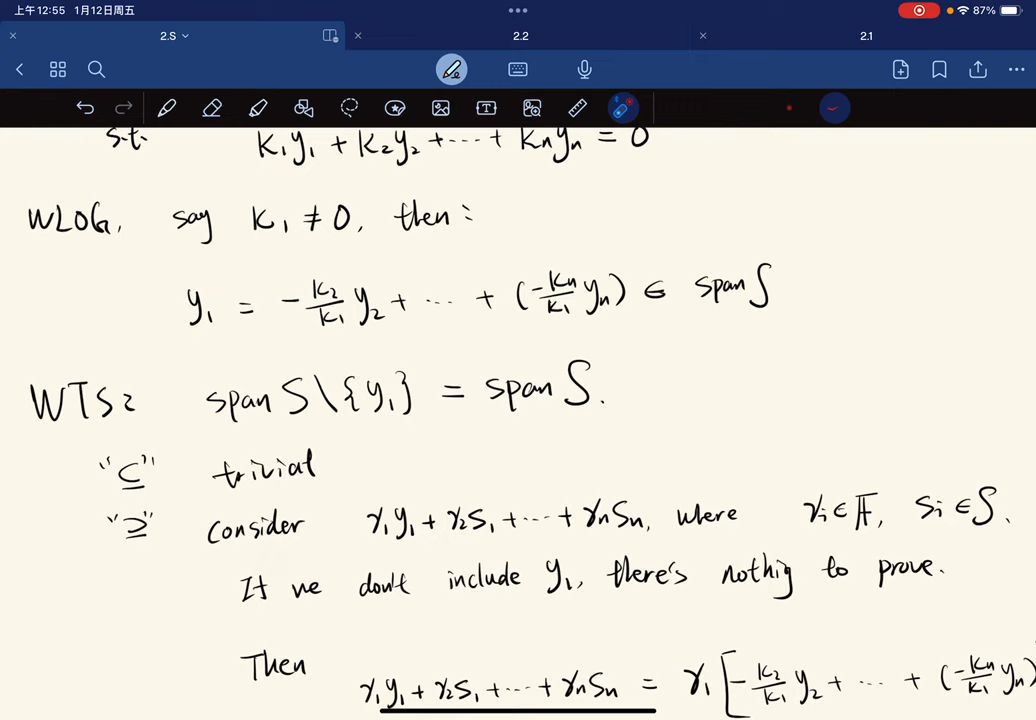 上午12:55 1月12日周五 87%
2.S 2.2 2.1
s.t. k₁y₁ + k₂y₂ + ⋯ + kₙyₙ = 0
WLOG, say k₁ ≠ 0, then:
y₁ = -k₂/k₁ y₂ + ⋯ + (-kₙ/k₁ yₙ) ∈ span S
WTS: span S\{y₁} = span S.
"⊆" trivial
"⊇" consider γ₁y₁ + γ₂s₁ + ⋯ + γₙsₙ, where γᵢ ∈ 𝔽, sᵢ ∈ S.
If we don't include y₁, there's nothig to prove.
Then γ₁y₁ + γ₂s₁ + ⋯ + γₙsₙ = γ₁[-k₂/k₁ y₂ + ⋯ + (-kₙ/k₁ yₙ)